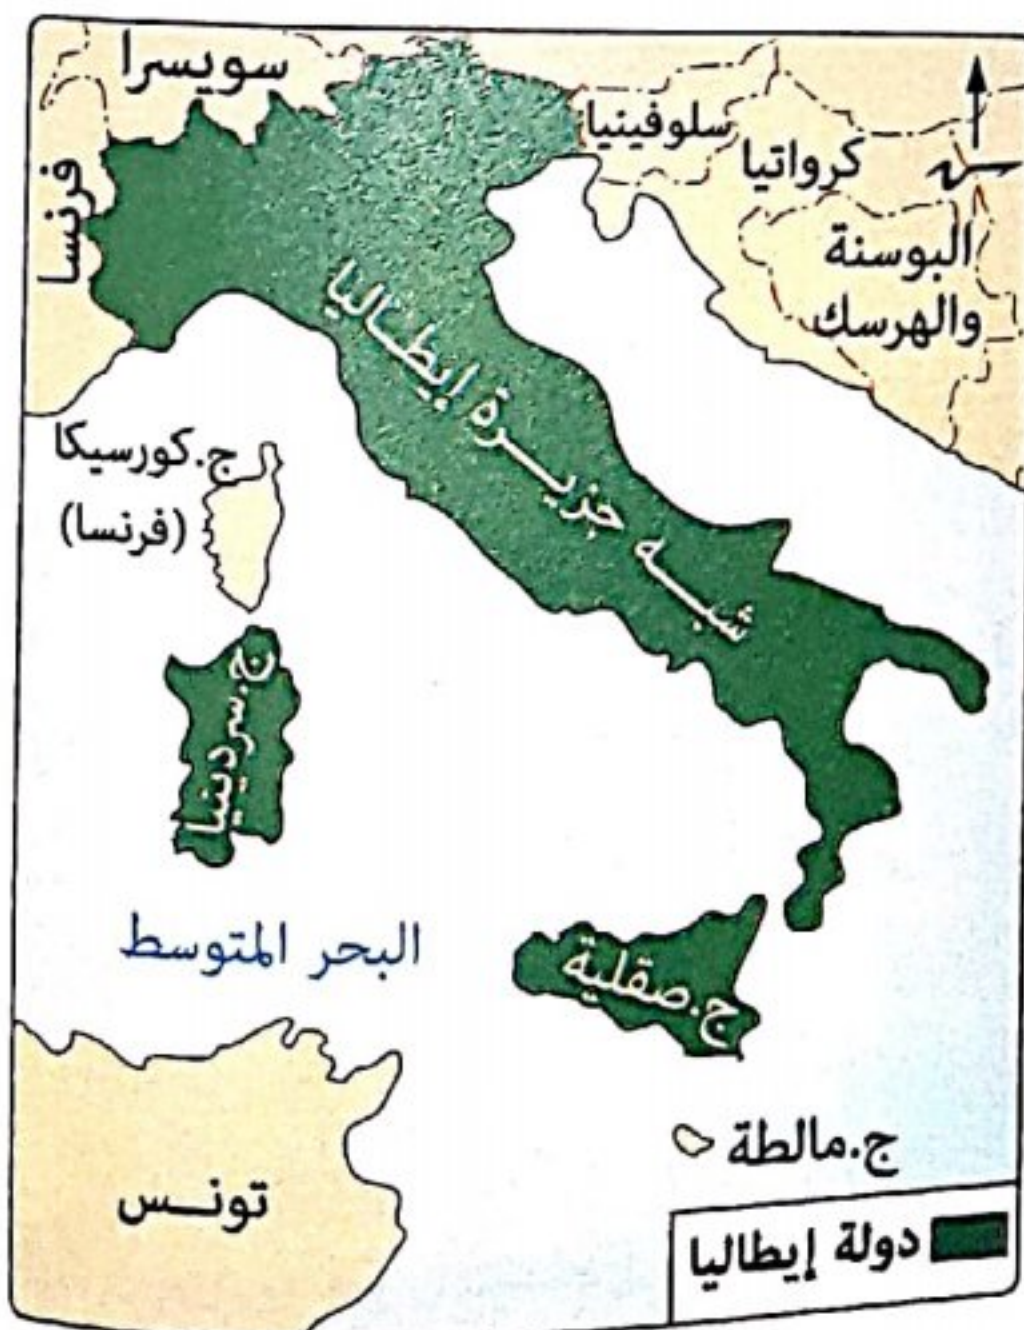 سويسرا
سلوفينيا
كرواتيا
فرنسا
البوسنة
والهرسك
شبه جزيرة إيطاليا
ج.كورسيكا
(فرنسا)
ج.سردينيا
البحر المتوسط
ج.صقلية
ج.مالطة
تونس
دولة إيطاليا